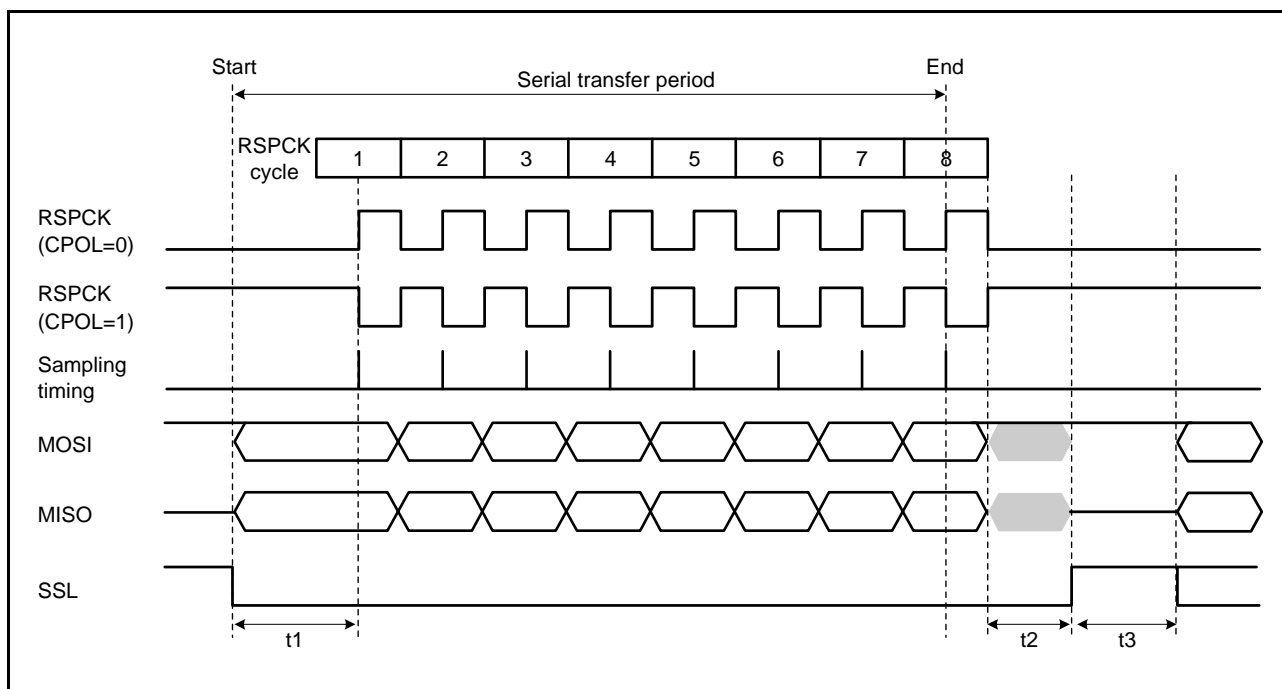 Start
End
Serial transfer period
RSPCK
cycle
1 2 3 4 5 6 7 8
RSPCK
(CPOL=0)
RSPCK
(CPOL=1)
Sampling
timing
MOSI
MISO
SSL
t1
t2
t3